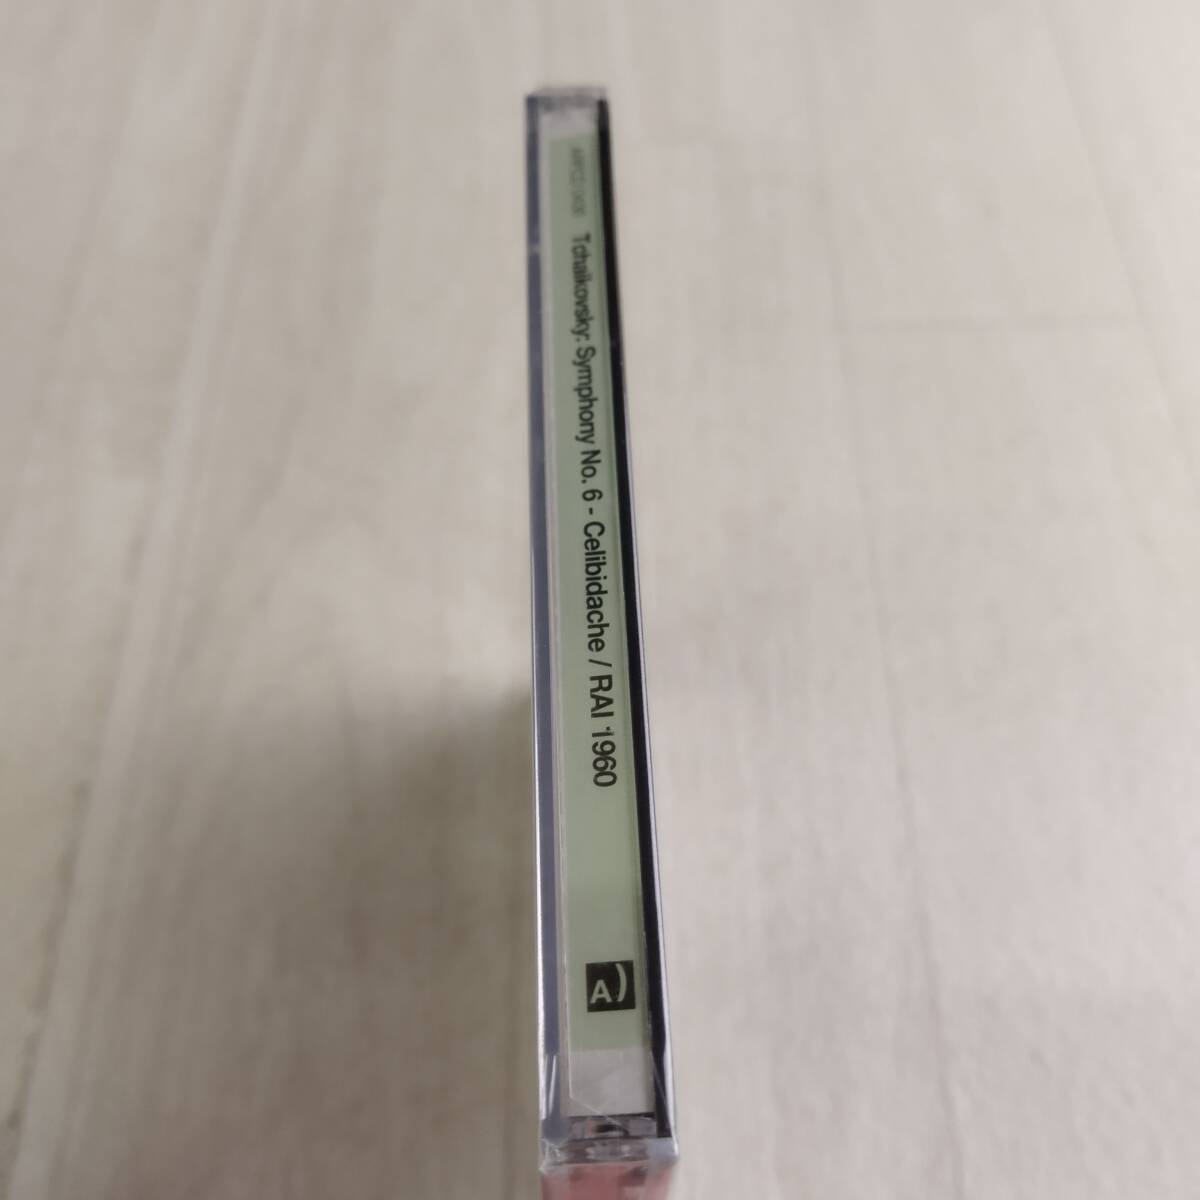 Tchaikovsky: Symphony No. 6 - Celibidache / RAI 1960
A